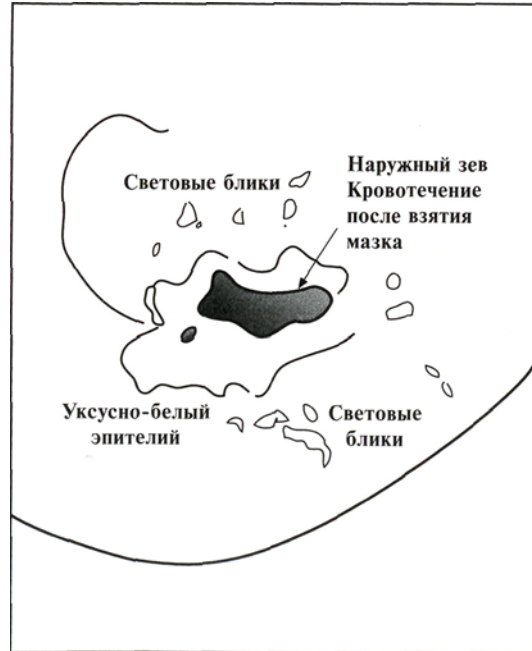 Световые блики
Наружный зев
Кровотечение
после взятия
мазка
Уксусно-белый
эпителий
Световые
блики